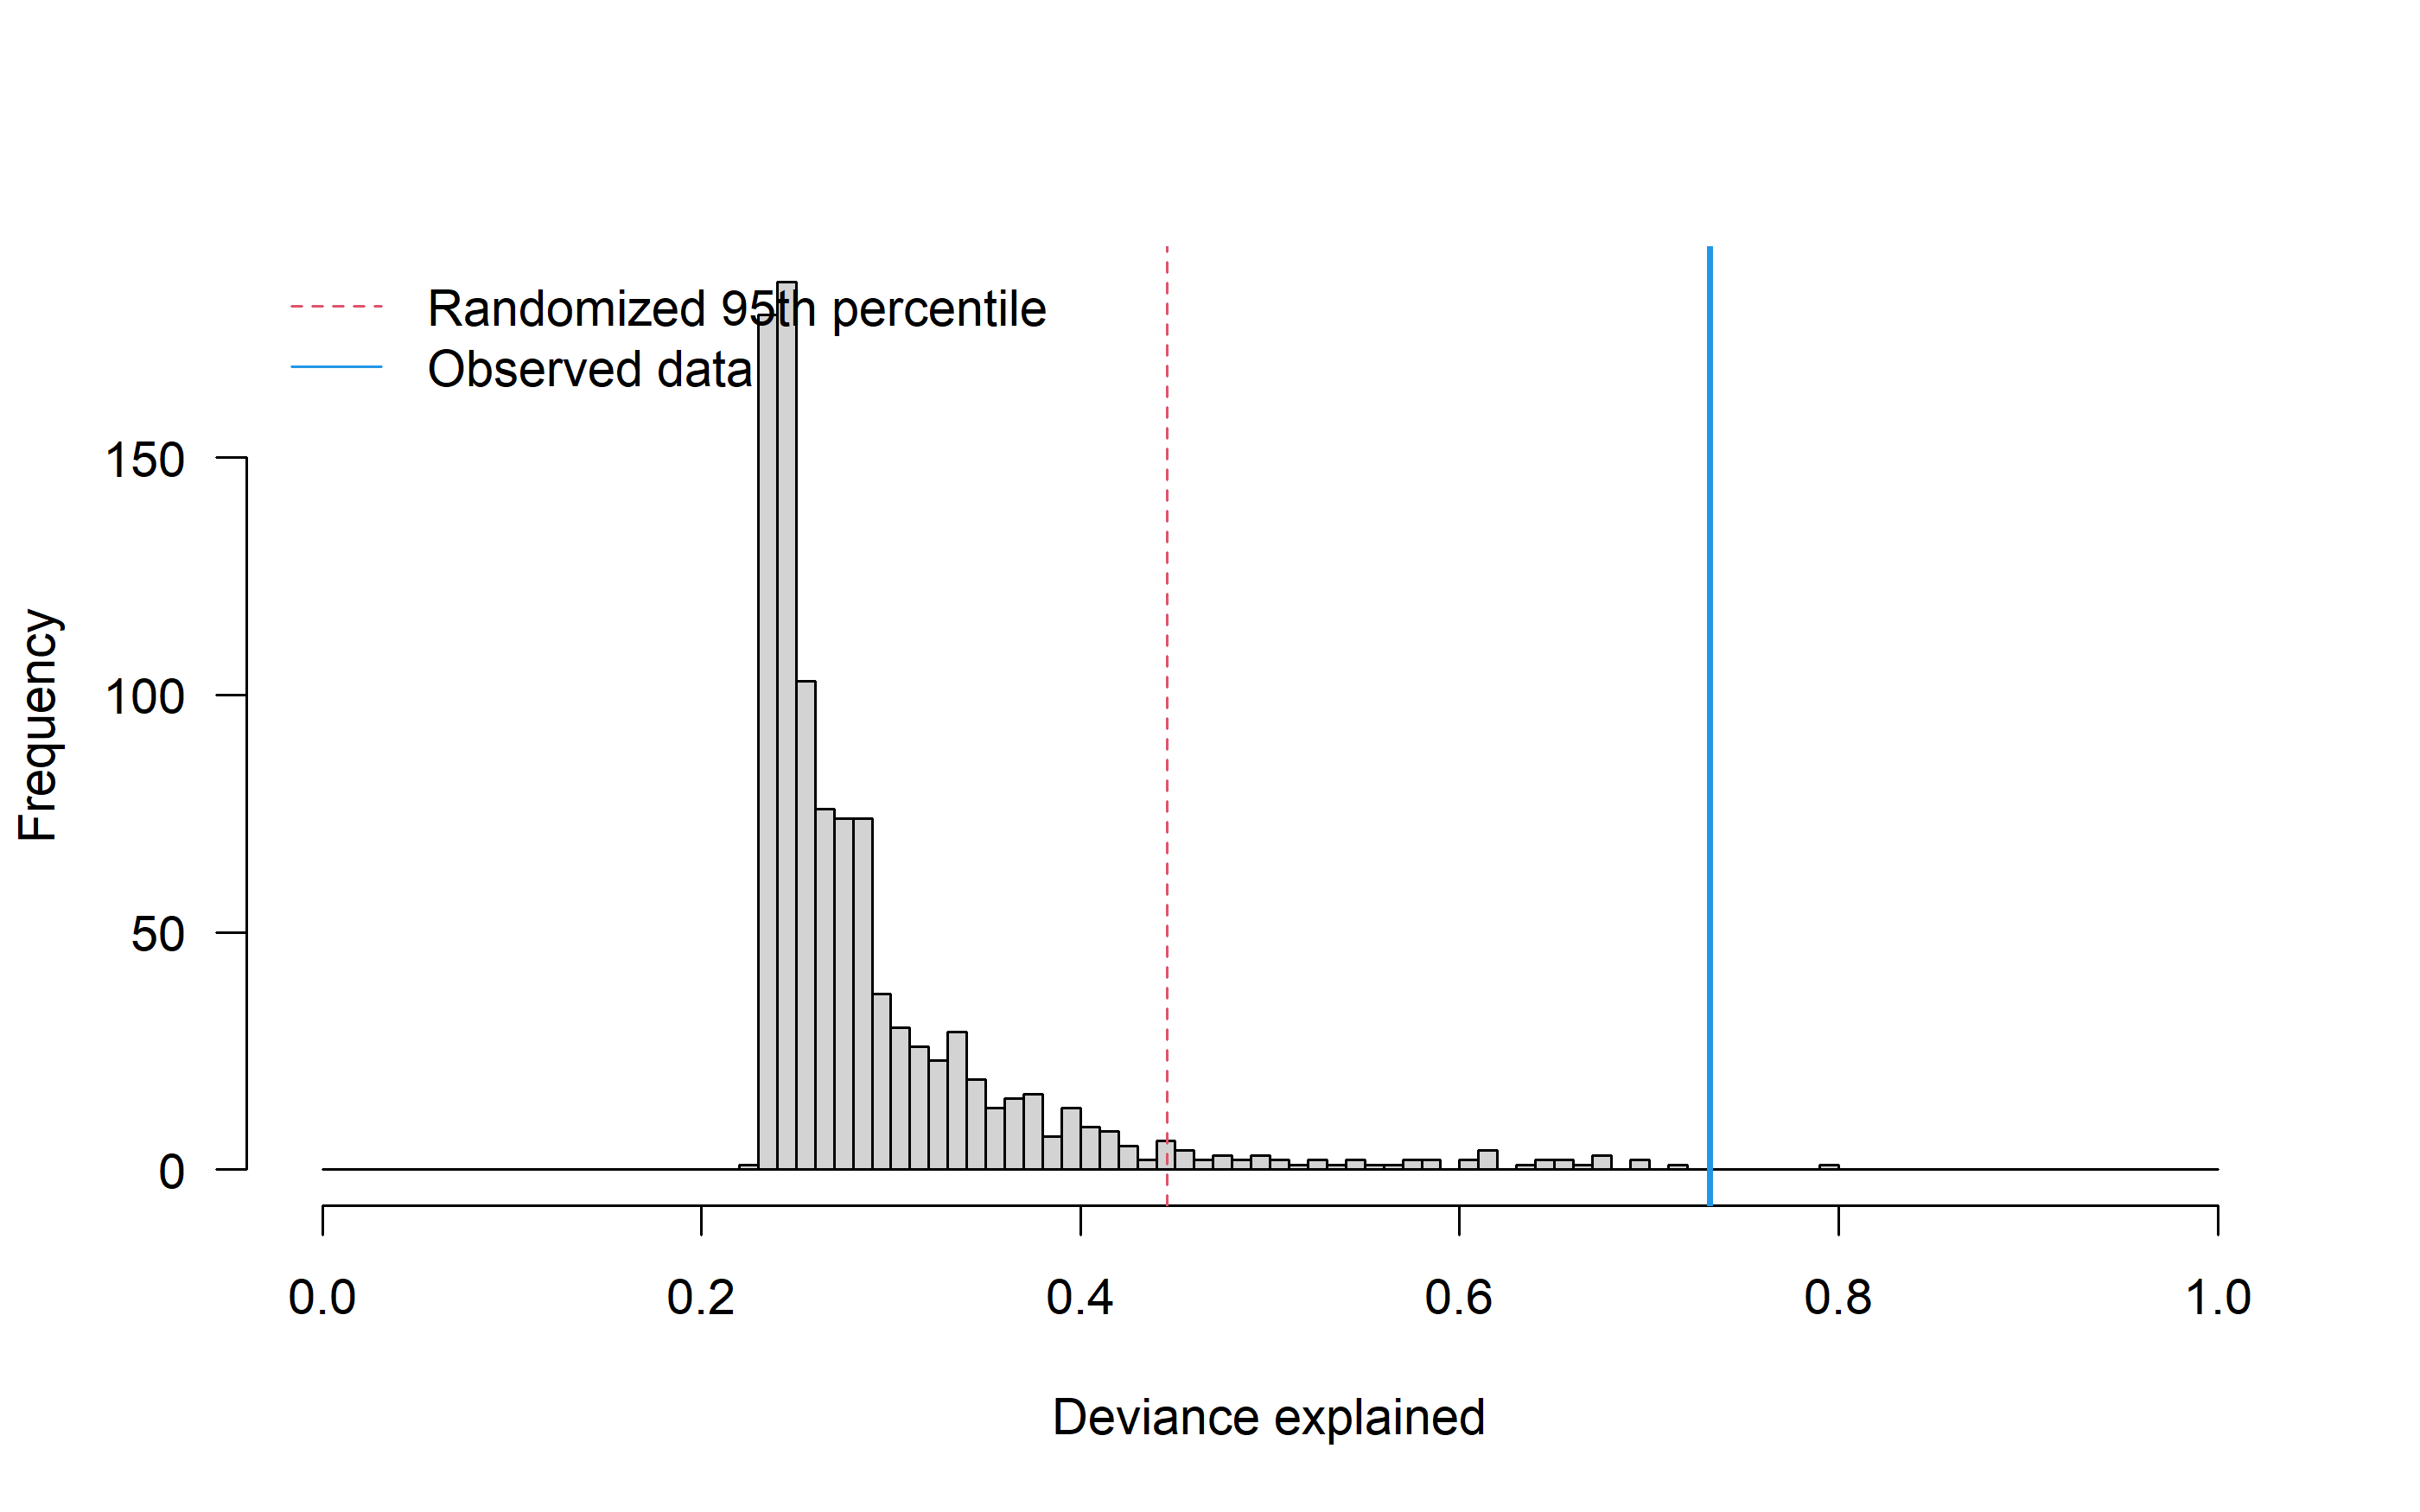 Randomized 95th percentile
Observed data
150
100
50
0
Frequency
0.0 0.2 0.4 0.6 0.8 1.0
Deviance explained